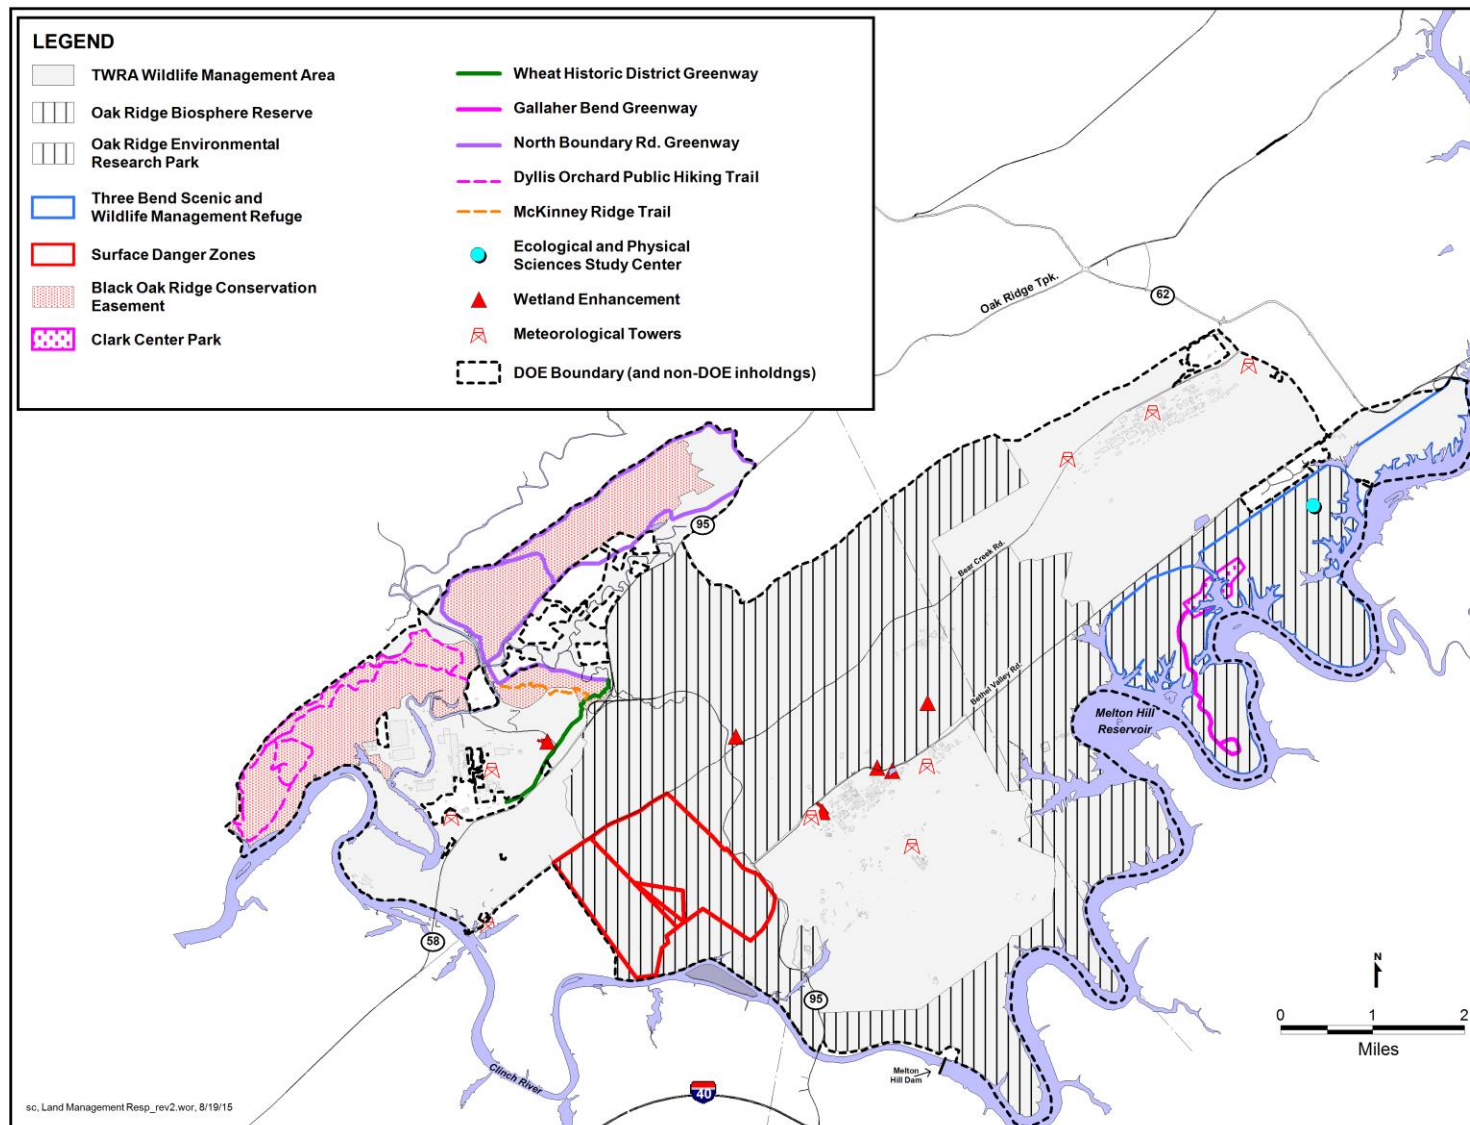 LEGEND
TWRA Wildlife Management Area
Oak Ridge Biosphere Reserve
Oak Ridge Environmental
Research Park
Three Bend Scenic and
Wildlife Management Refuge
Surface Danger Zones
Black Oak Ridge Conservation
Easement
Clark Center Park
Wheat Historic District Greenway
Gallaher Bend Greenway
North Boundary Rd. Greenway
Dyllis Orchard Public Hiking Trail
McKinney Ridge Trail
Ecological and Physical
Sciences Study Center
Wetland Enhancement
Meteorological Towers
DOE Boundary (and non-DOE inholdngs)
Oak Ridge Tpk.
62
95
Bear Creek Rd.
Bethel Valley Rd.
Melton Hill
Reservoir
58
95
N
0 1 2
Miles
Clinch River
Melton
Hill Dam
40
sc, Land Management Resp_rev2.wor, 8/19/15